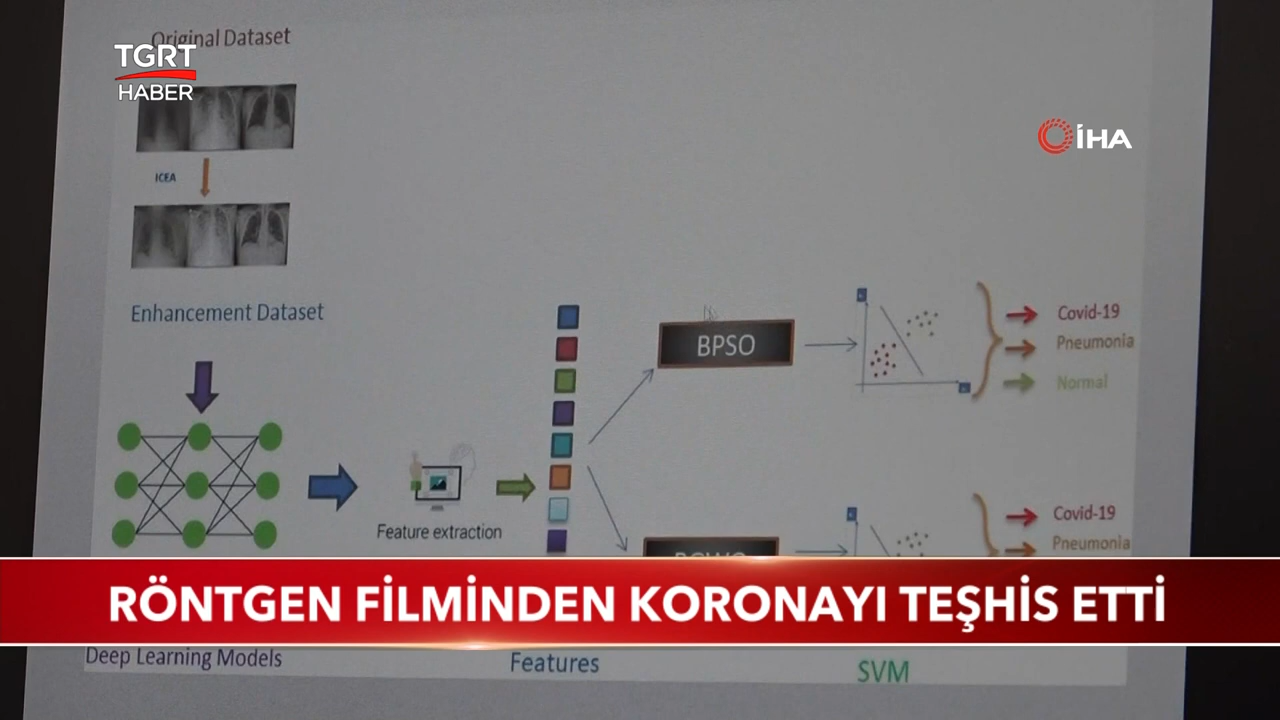 Original Dataset
TGRT
HABER
İHA
ICEA
Enhancement Dataset
BPSO
Covid-19
Pneumonia
Normal
Feature extraction
Covid-19
Pneumonia
RÖNTGEN FİLMİNDEN KORONAYI TEŞHİS ETTİ
Deep Learning Models
Features
SVM